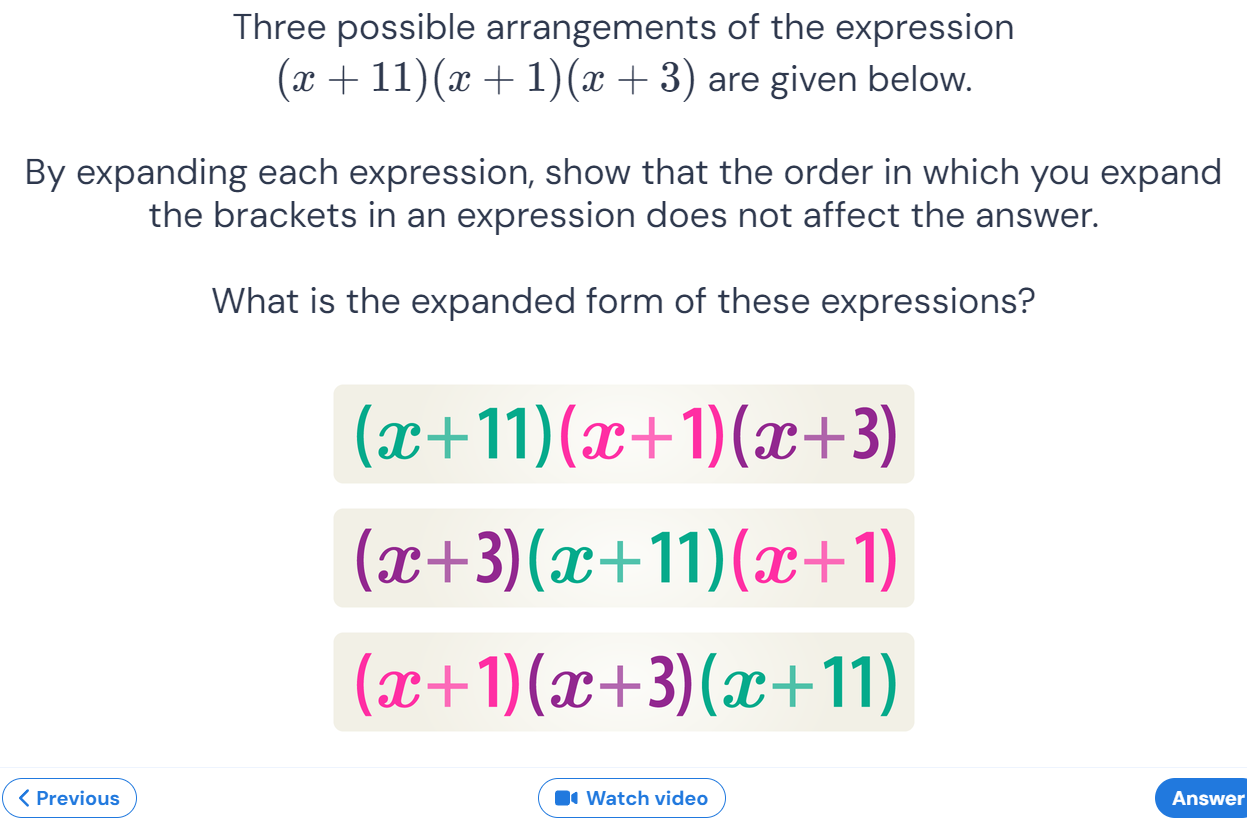 Three possible arrangements of the expression
(x + 11)(x + 1)(x + 3) are given below.
By expanding each expression, show that the order in which you expand
the brackets in an expression does not affect the answer.
What is the expanded form of these expressions?
(x+11)(x+1)(x+3)
(x+3)(x+11)(x+1)
(x+1)(x+3)(x+11)
Previous
Watch video
Answer